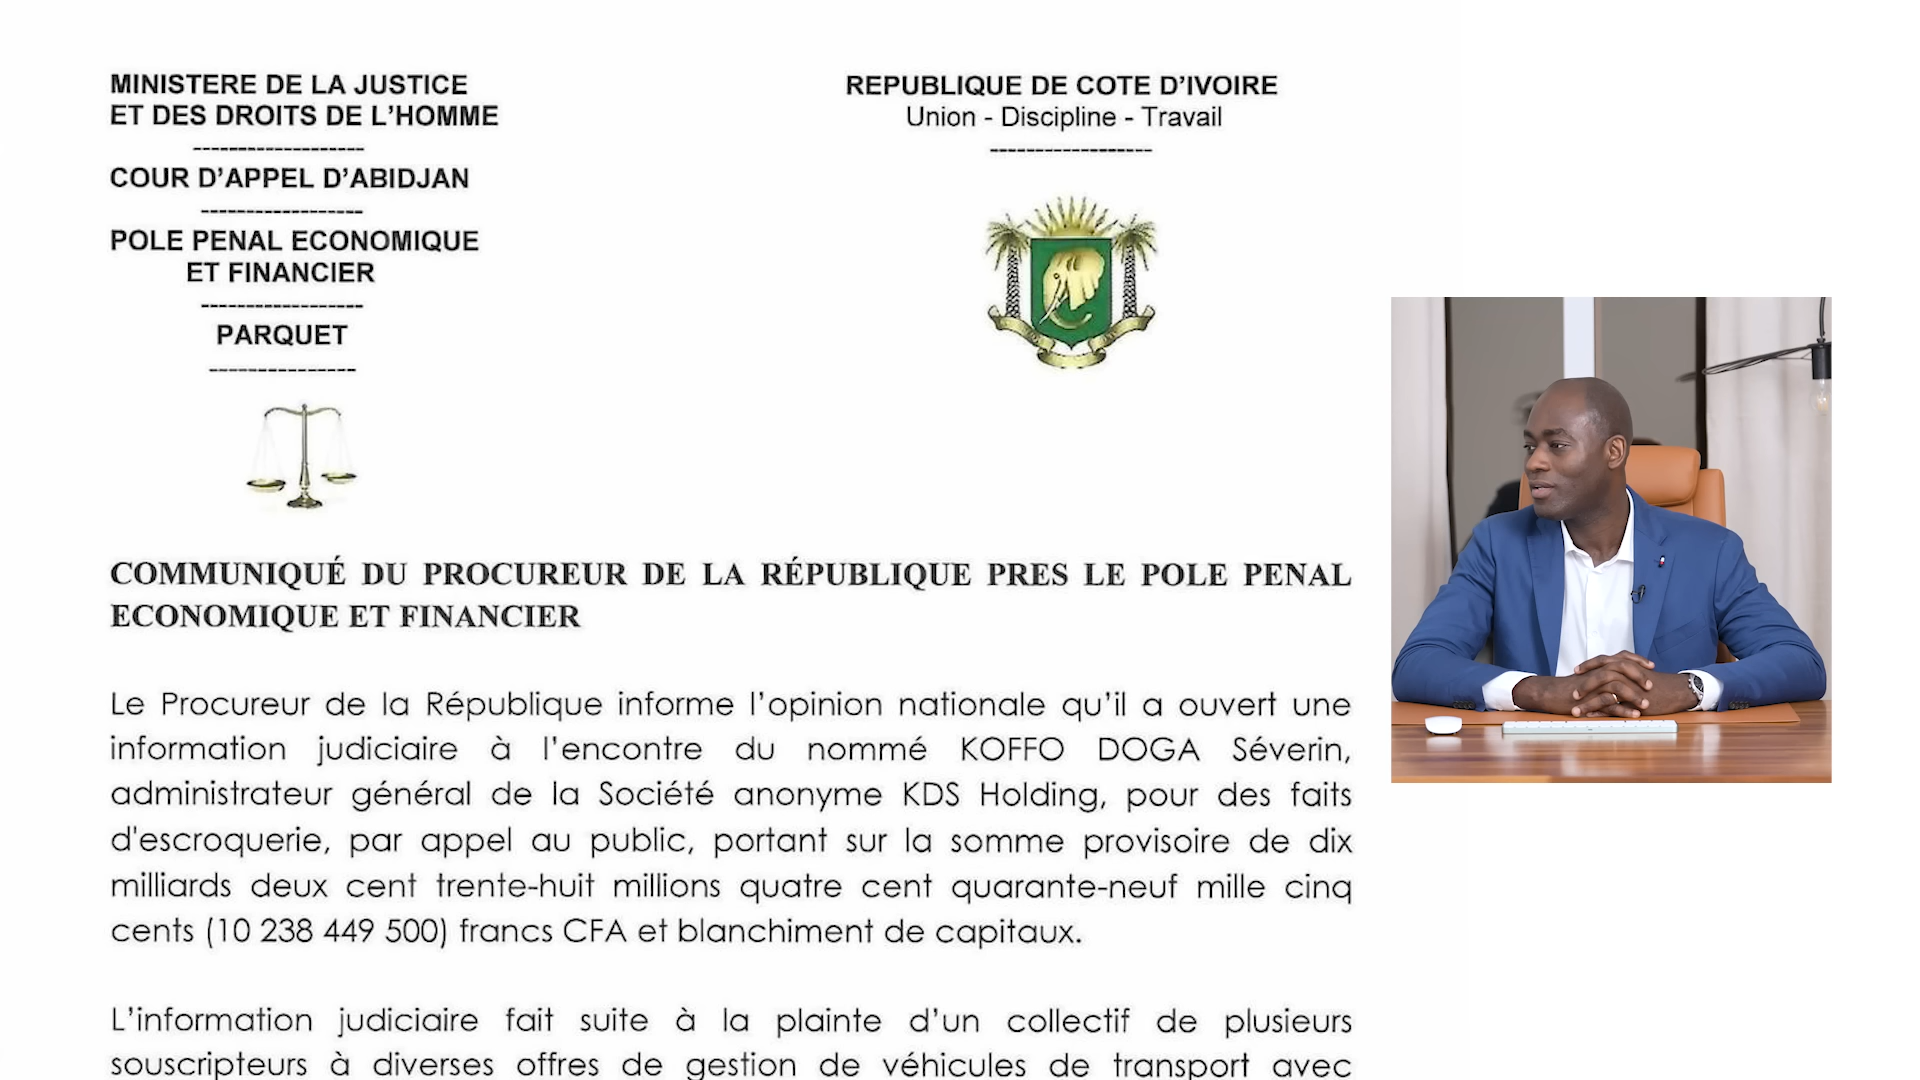 MINISTERE DE LA JUSTICE
ET DES DROITS DE L'HOMME
-------------------
COUR D'APPEL D'ABIDJAN
------------------
POLE PENAL ECONOMIQUE
ET FINANCIER
------------------
PARQUET
----------------
REPUBLIQUE DE COTE D'IVOIRE
Union - Discipline - Travail
------------------
COMMUNIQUÉ DU PROCUREUR DE LA RÉPUBLIQUE PRES LE POLE PENAL
ECONOMIQUE ET FINANCIER
Le Procureur de la République informe l'opinion nationale qu'il a ouvert une
information judiciaire à l'encontre du nommé KOFFO DOGA Séverin,
administrateur général de la Société anonyme KDS Holding, pour des faits
d'escroquerie, par appel au public, portant sur la somme provisoire de dix
milliards deux cent trente-huit millions quatre cent quarante-neuf mille cinq
cents (10 238 449 500) francs CFA et blanchiment de capitaux.
L'information judiciaire fait suite à la plainte d'un collectif de plusieurs
souscripteurs à diverses offres de gestion de véhicules de transport avec